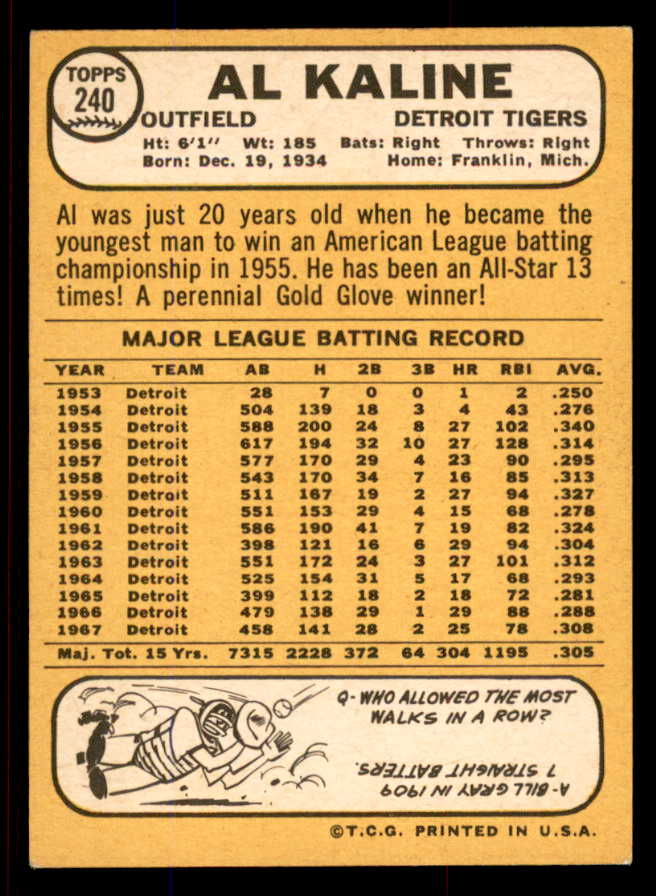 TOPPS
240
AL KALINE
OUTFIELD DETROIT TIGERS
Ht: 6'1" Wt: 185 Bats: Right Throws: Right
Born: Dec. 19, 1934 Home: Franklin, Mich.
Al was just 20 years old when he became the
youngest man to win an American League batting
championship in 1955. He has been an All-Star 13
times! A perennial Gold Glove winner!
MAJOR LEAGUE BATTING RECORD
YEAR TEAM AB H 2B 3B HR RBI AVG.
1953 Detroit 28 7 0 0 1 2 .250
1954 Detroit 504 139 18 3 4 43 .276
1955 Detroit 588 200 24 8 27 102 .340
1956 Detroit 617 194 32 10 27 128 .314
1957 Detroit 577 170 29 4 23 90 .295
1958 Detroit 543 170 34 7 16 85 .313
1959 Detroit 511 167 19 2 27 94 .327
1960 Detroit 551 153 29 4 15 68 .278
1961 Detroit 586 190 41 7 19 82 .324
1962 Detroit 398 121 16 6 29 94 .304
1963 Detroit 551 172 24 3 27 101 .312
1964 Detroit 525 154 31 5 17 68 .293
1965 Detroit 399 112 18 2 18 72 .281
1966 Detroit 479 138 29 1 29 88 .288
1967 Detroit 458 141 28 2 25 78 .308
Maj. Tot. 15 Yrs. 7315 2228 372 64 304 1195 .305
Q- WHO ALLOWED THE MOST
WALKS IN A ROW?
A- BILL GRAY IN 1909
7 STRAIGHT BATTERS.
©T.C.G. PRINTED IN U.S.A.